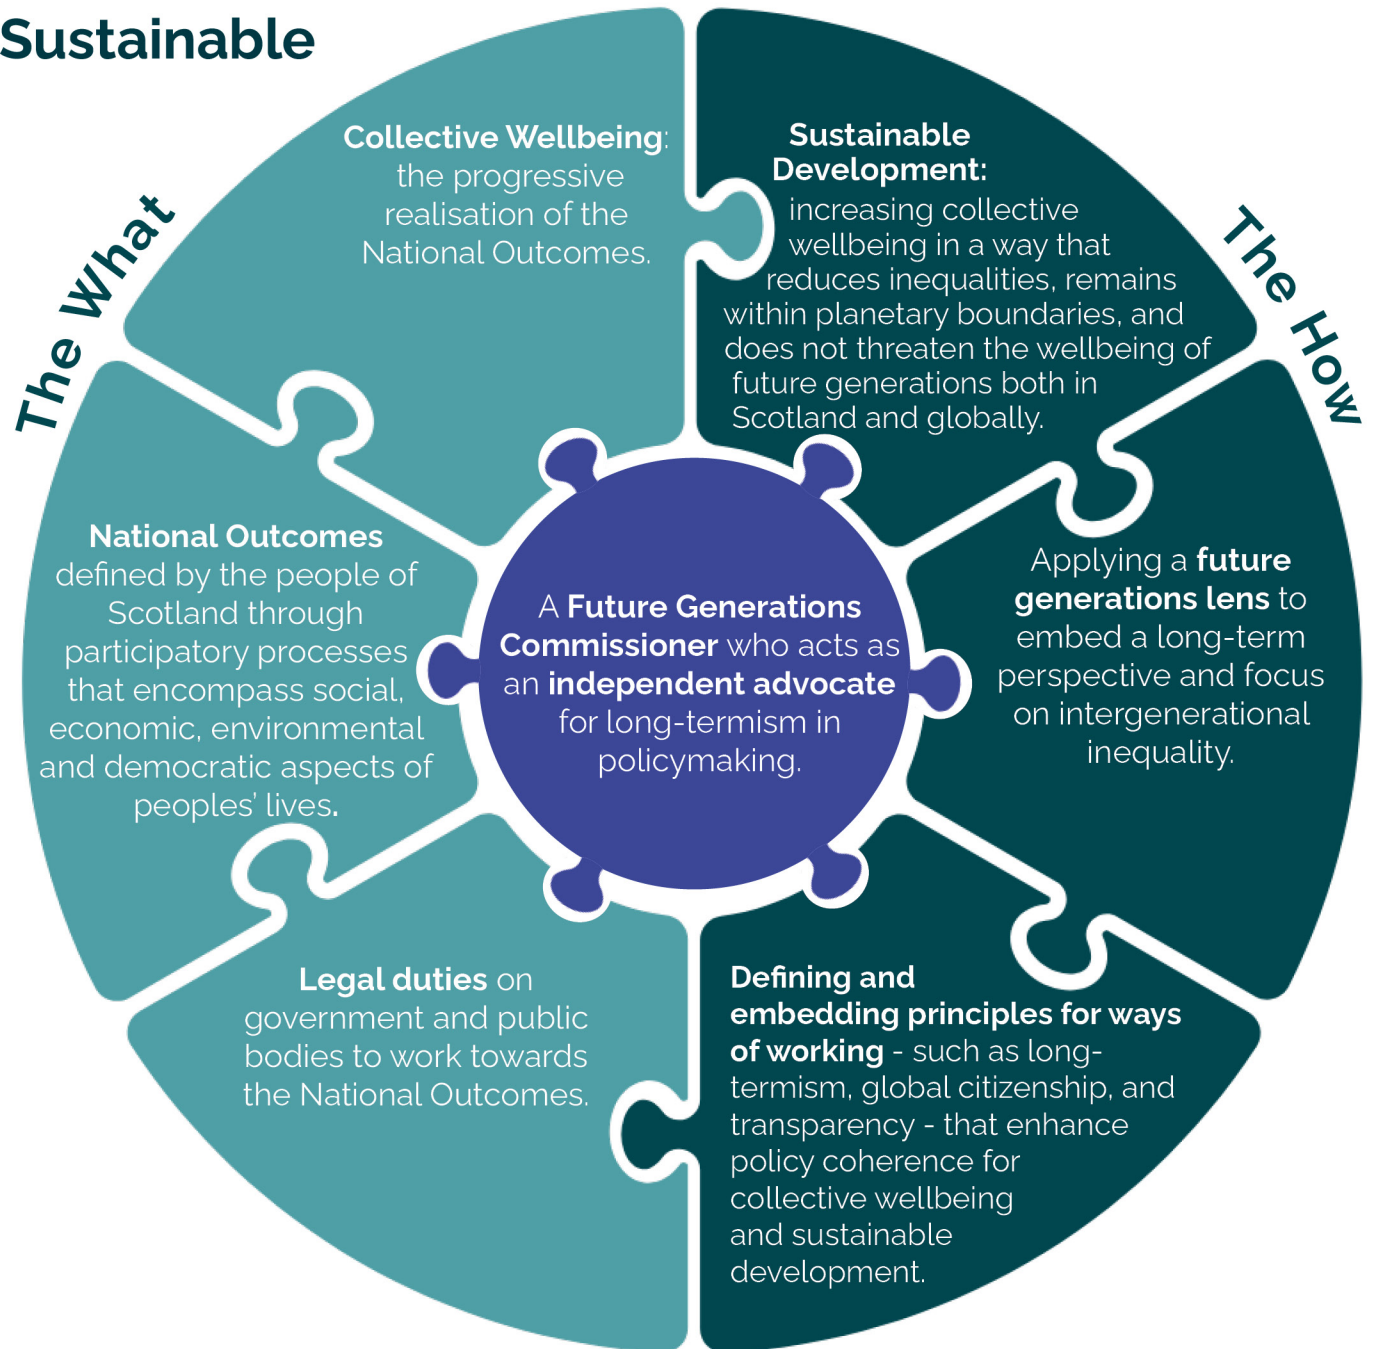 Sustainable
The What
Collective Wellbeing:
the progressive
realisation of the
National Outcomes.
National Outcomes
defined by the people of
Scotland through
participatory processes
that encompass social,
economic, environmental
and democratic aspects of
peoples’ lives.
Legal duties on
government and public
bodies to work towards
the National Outcomes.
A Future Generations
Commissioner who acts as
an independent advocate
for long-termism in
policymaking.
The How
Sustainable
Development:
increasing collective
wellbeing in a way that
reduces inequalities, remains
within planetary boundaries, and
does not threaten the wellbeing of
future generations both in
Scotland and globally.
Applying a future
generations lens to
embed a long-term
perspective and focus
on intergenerational
inequality.
Defining and
embedding principles for ways
of working - such as long-
termism, global citizenship, and
transparency - that enhance
policy coherence for
collective wellbeing
and sustainable
development.